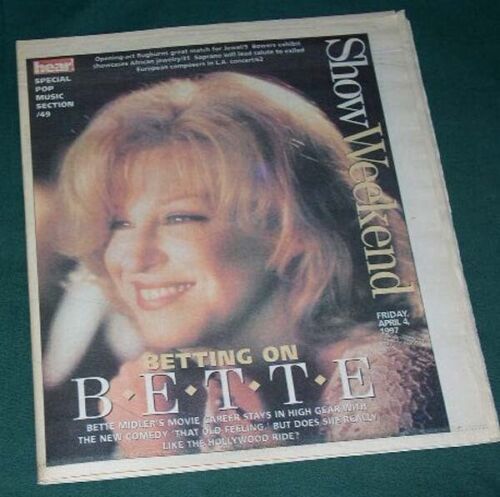 Opening-act Rugburns great match for Jewel/5 Bowers exhibit
showcases African jewelry/31 Soprano will lead salute to exiled
European composers in L.A. concert/62
hear!
SPECIAL
POP
MUSIC
SECTION
/49
Show Weekend
FRIDAY,
APRIL 4,
1997
BETTING ON
B·E·T·T·E
BETTE MIDLER'S MOVIE CAREER STAYS IN HIGH GEAR WITH
THE NEW COMEDY 'THAT OLD FEELING.' BUT DOES SHE REALLY
LIKE THE HOLLYWOOD RIDE?